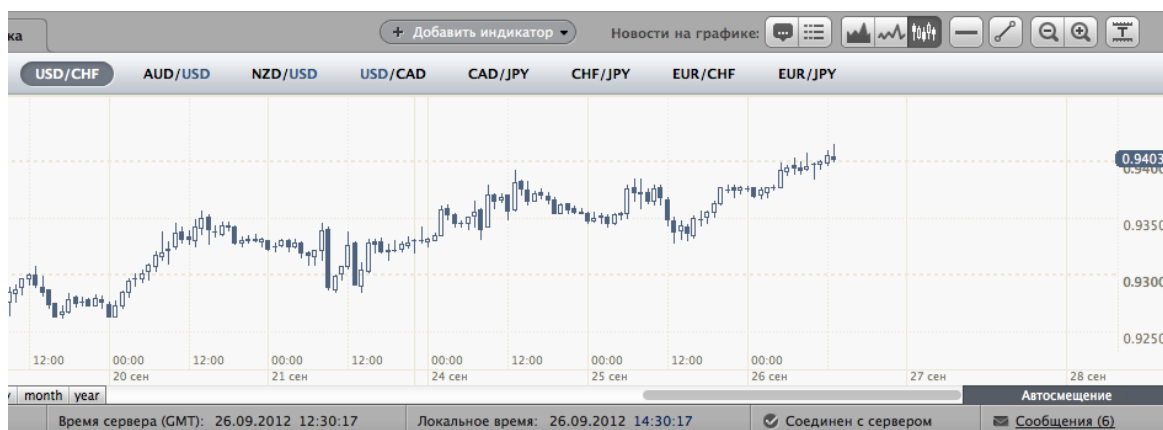 ка + Добавить индикатор Новости на графике:
USD/CHF AUD/USD NZD/USD USD/CAD CAD/JPY CHF/JPY EUR/CHF EUR/JPY
0.9403
0.9400
0.9350
0.9300
0.9250
12:00 00:00 12:00 00:00 12:00 00:00 12:00 00:00 12:00 00:00
20 сен 21 сен 24 сен 25 сен 26 сен 27 сен 28 сен
month year Автосмещение
Время сервера (GMT): 26.09.2012 12:30:17 Локальное время: 26.09.2012 14:30:17 Соединен с сервером Сообщения (6)